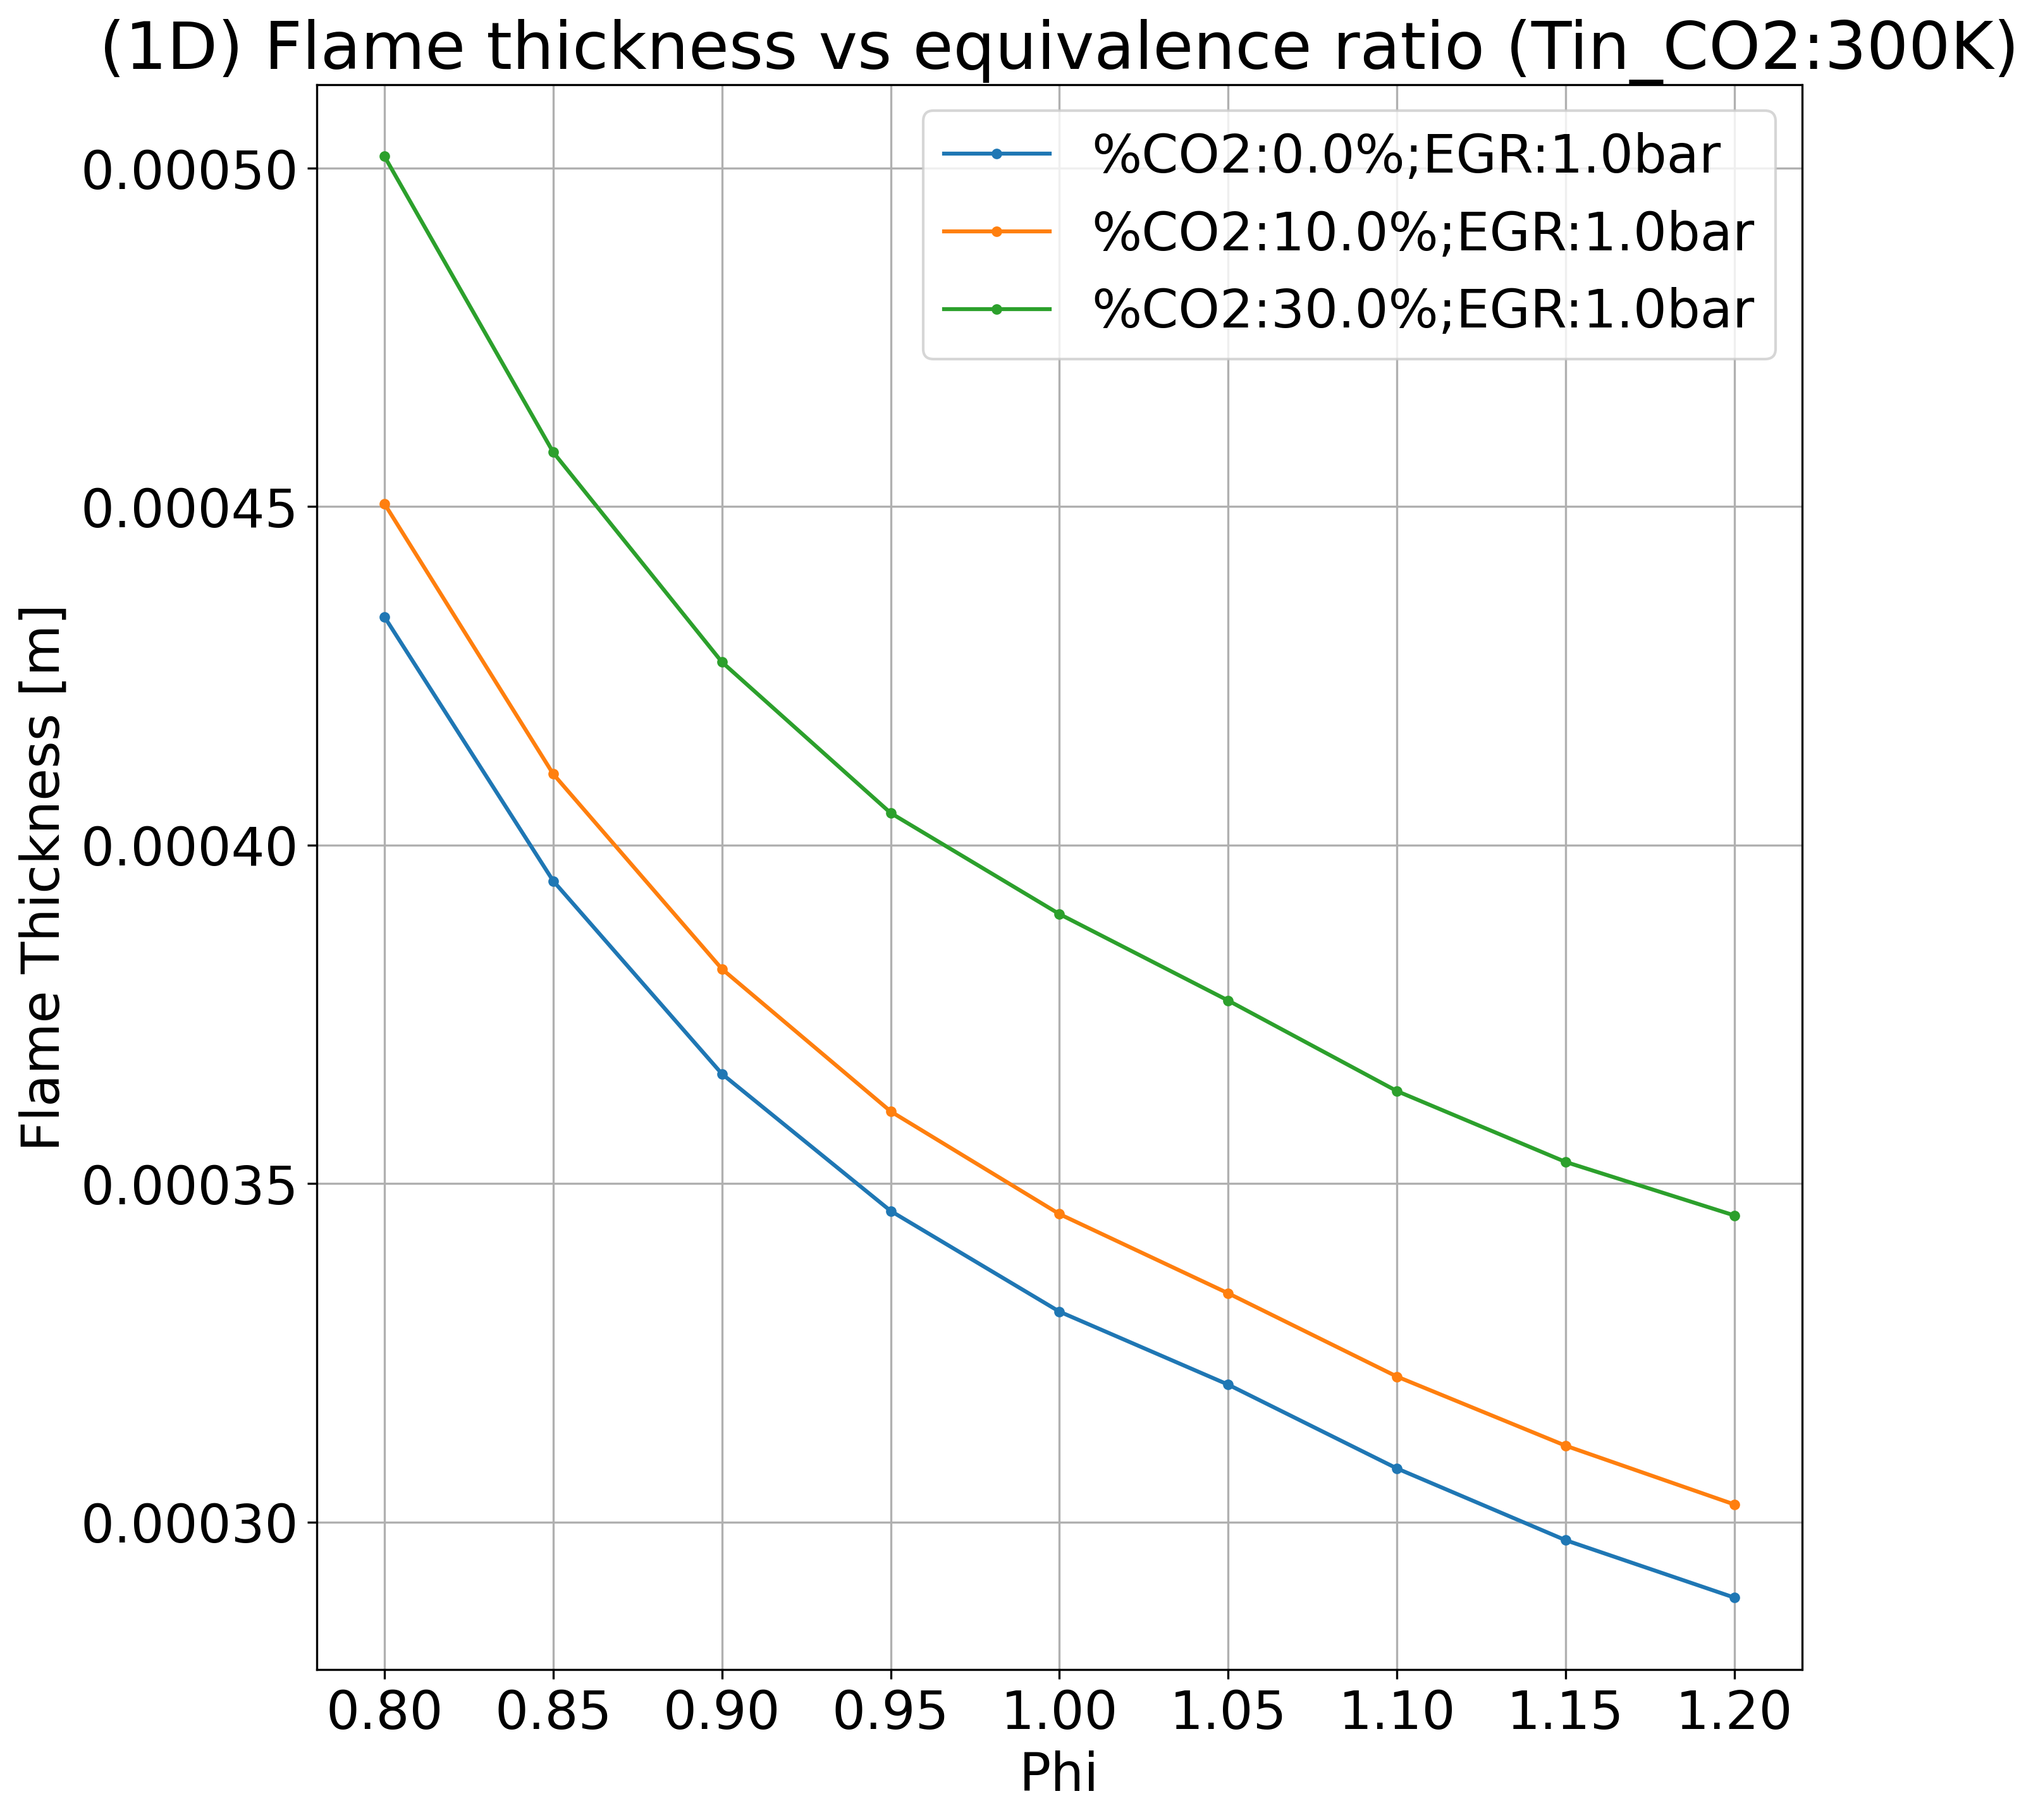 (1D) Flame thickness vs equivalence ratio (Tin_CO2:300K)
%CO2:0.0%;EGR:1.0bar
%CO2:10.0%;EGR:1.0bar
%CO2:30.0%;EGR:1.0bar
Flame Thickness [m]
0.00050
0.00045
0.00040
0.00035
0.00030
0.80 0.85 0.90 0.95 1.00 1.05 1.10 1.15 1.20
Phi